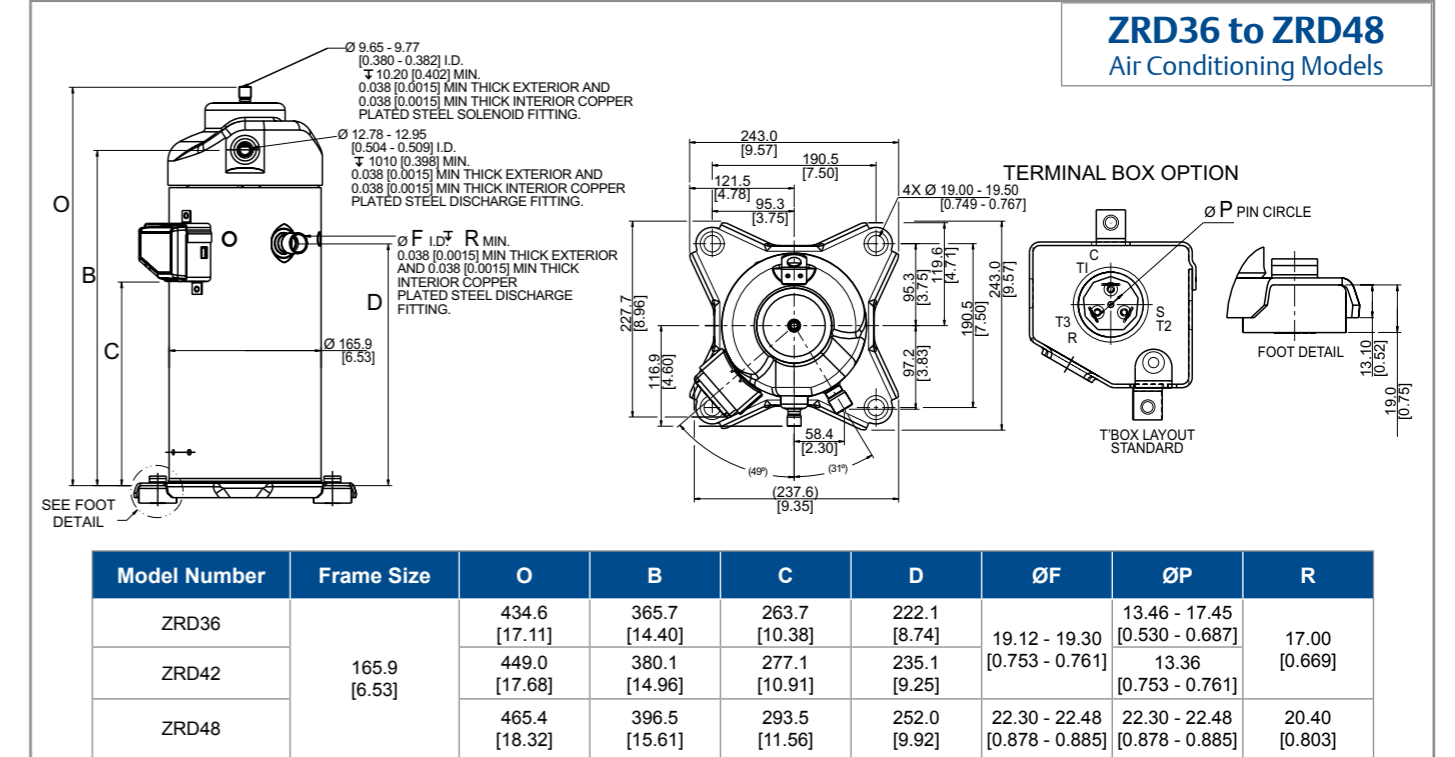 ZRD36 to ZRD48
Air Conditioning Models
Ø 9.65 - 9.77
[0.380 - 0.382] I.D.
↧ 10.20 [0.402] MIN.
0.038 [0.0015] MIN THICK EXTERIOR AND
0.038 [0.0015] MIN THICK INTERIOR COPPER
PLATED STEEL SOLENOID FITTING.
Ø 12.78 - 12.95
[0.504 - 0.509] I.D.
↧ 1010 [0.398] MIN.
0.038 [0.0015] MIN THICK EXTERIOR AND
0.038 [0.0015] MIN THICK INTERIOR COPPER
PLATED STEEL DISCHARGE FITTING.
Ø F I.D. ↧ R MIN.
0.038 [0.0015] MIN THICK EXTERIOR
AND 0.038 [0.0015] MIN THICK
INTERIOR COPPER
PLATED STEEL DISCHARGE
FITTING.
O
B
C
D
Ø 165.9
[6.53]
SEE FOOT
DETAIL
243.0
[9.57]
190.5
[7.50]
121.5
[4.78]
95.3
[3.75]
4X Ø 19.00 - 19.50
[0.749 - 0.767]
227.7
[8.96]
116.9
[4.60]
95.3
[3.75]
119.6
[4.71]
97.2
[3.83]
190.5
[7.50]
243.0
[9.57]
58.4
[2.30]
(49º)
(31º)
(237.6)
[9.35]
TERMINAL BOX OPTION
Ø P PIN CIRCLE
C
T1
T3
R
S
T2
T'BOX LAYOUT
STANDARD
FOOT DETAIL
13.10
[0.52]
19.0
[0.75]
Model Number Frame Size O B C D ØF ØP R
ZRD36 434.6 365.7 263.7 222.1 13.46 - 17.45
[17.11] [14.40] [10.38] [8.74] [0.530 - 0.687]
19.12 - 19.30 17.00
[0.753 - 0.761] [0.669]
ZRD42 449.0 380.1 277.1 235.1 13.36
[17.68] [14.96] [10.91] [9.25] [0.753 - 0.761]
165.9
[6.53]
ZRD48 465.4 396.5 293.5 252.0 22.30 - 22.48 22.30 - 22.48 20.40
[18.32] [15.61] [11.56] [9.92] [0.878 - 0.885] [0.878 - 0.885] [0.803]